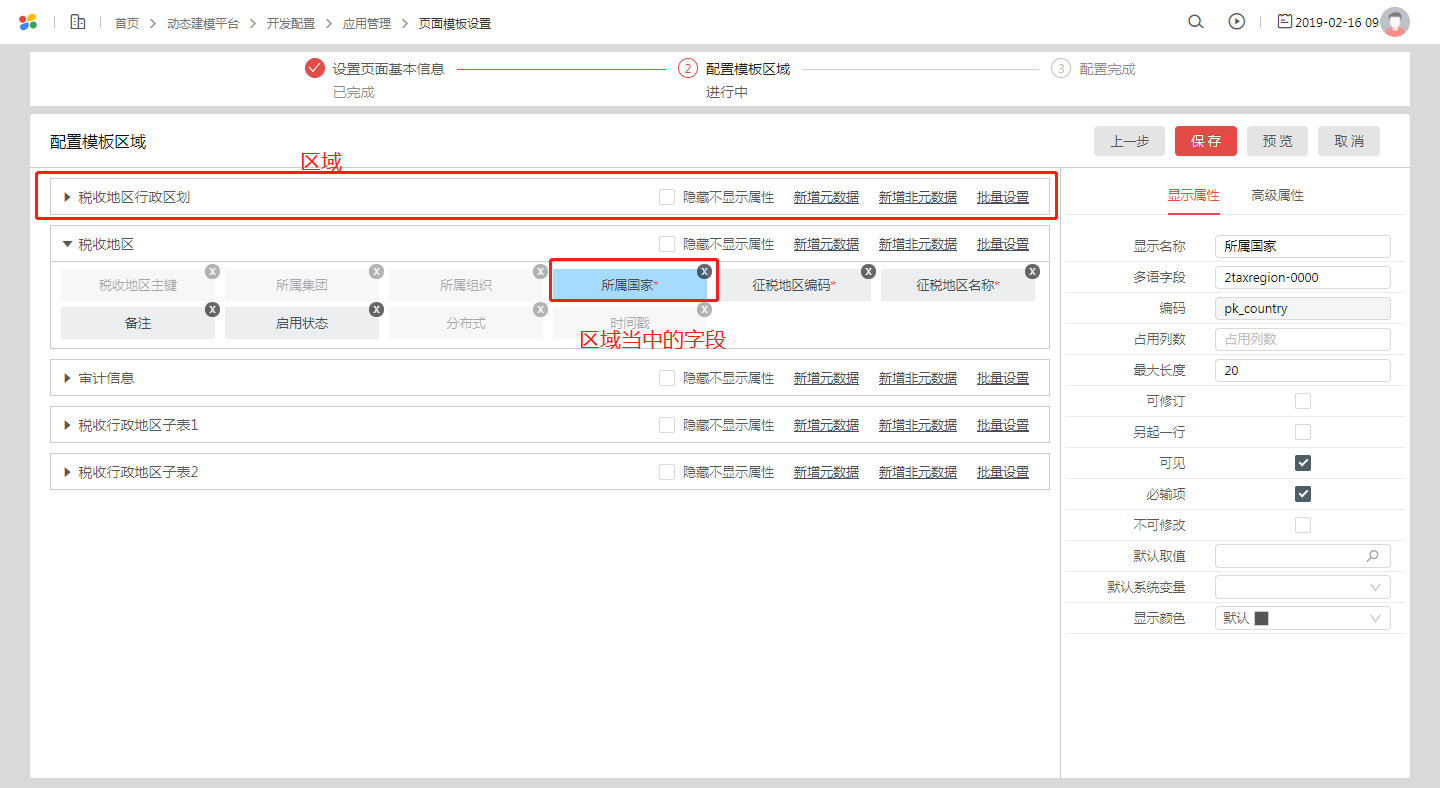 首页 动态建模平台 开发配置 应用管理 页面模板设置 2019-02-16 09
设置页面基本信息 2 配置模板区域 3 配置完成
已完成 进行中
配置模板区域 上一步 保存 预览 取消
区域
税收地区行政区划 隐藏不显示属性 新增元数据 新增非元数据 批量设置
税收地区 隐藏不显示属性 新增元数据 新增非元数据 批量设置
税收地区主键 x 所属集团 x 所属组织 x 所属国家* x 征税地区编码* x 征税地区名称* x
备注 x 启用状态 x 分布式 x 时间戳 x
区域当中的字段
审计信息 隐藏不显示属性 新增元数据 新增非元数据 批量设置
税收行政地区子表1 隐藏不显示属性 新增元数据 新增非元数据 批量设置
税收行政地区子表2 隐藏不显示属性 新增元数据 新增非元数据 批量设置
显示属性 高级属性
显示名称 所属国家
多语字段 2taxregion-0000
编码 pk_country
占用列数 占用列数
最大长度 20
可修订
另起一行
可见
必输项
不可修改
默认取值
默认系统变量
显示颜色 默认